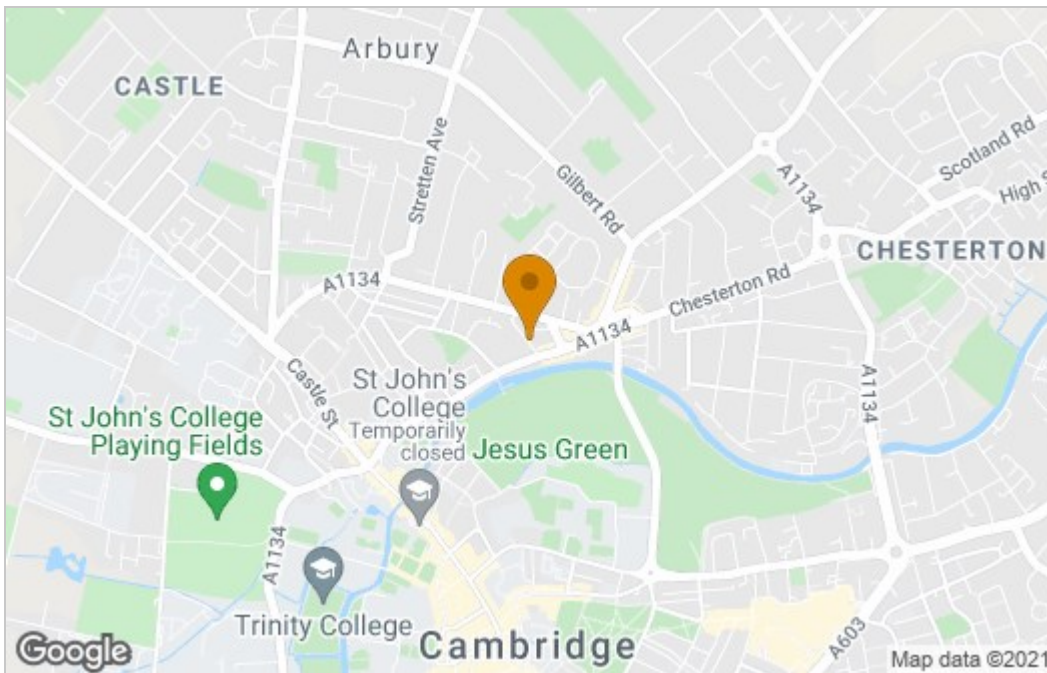 Arbury
CASTLE
Stretten Ave
Gilbert Rd
A1134
Scotland Rd
High S
CHESTERTON
A1134
Chesterton Rd
A1134
Castle St
St John's
College
Temporarily
closed
St John's College
Playing Fields
Jesus Green
A1134
A1134
Trinity College
Cambridge
A603
Google
Map data ©2021